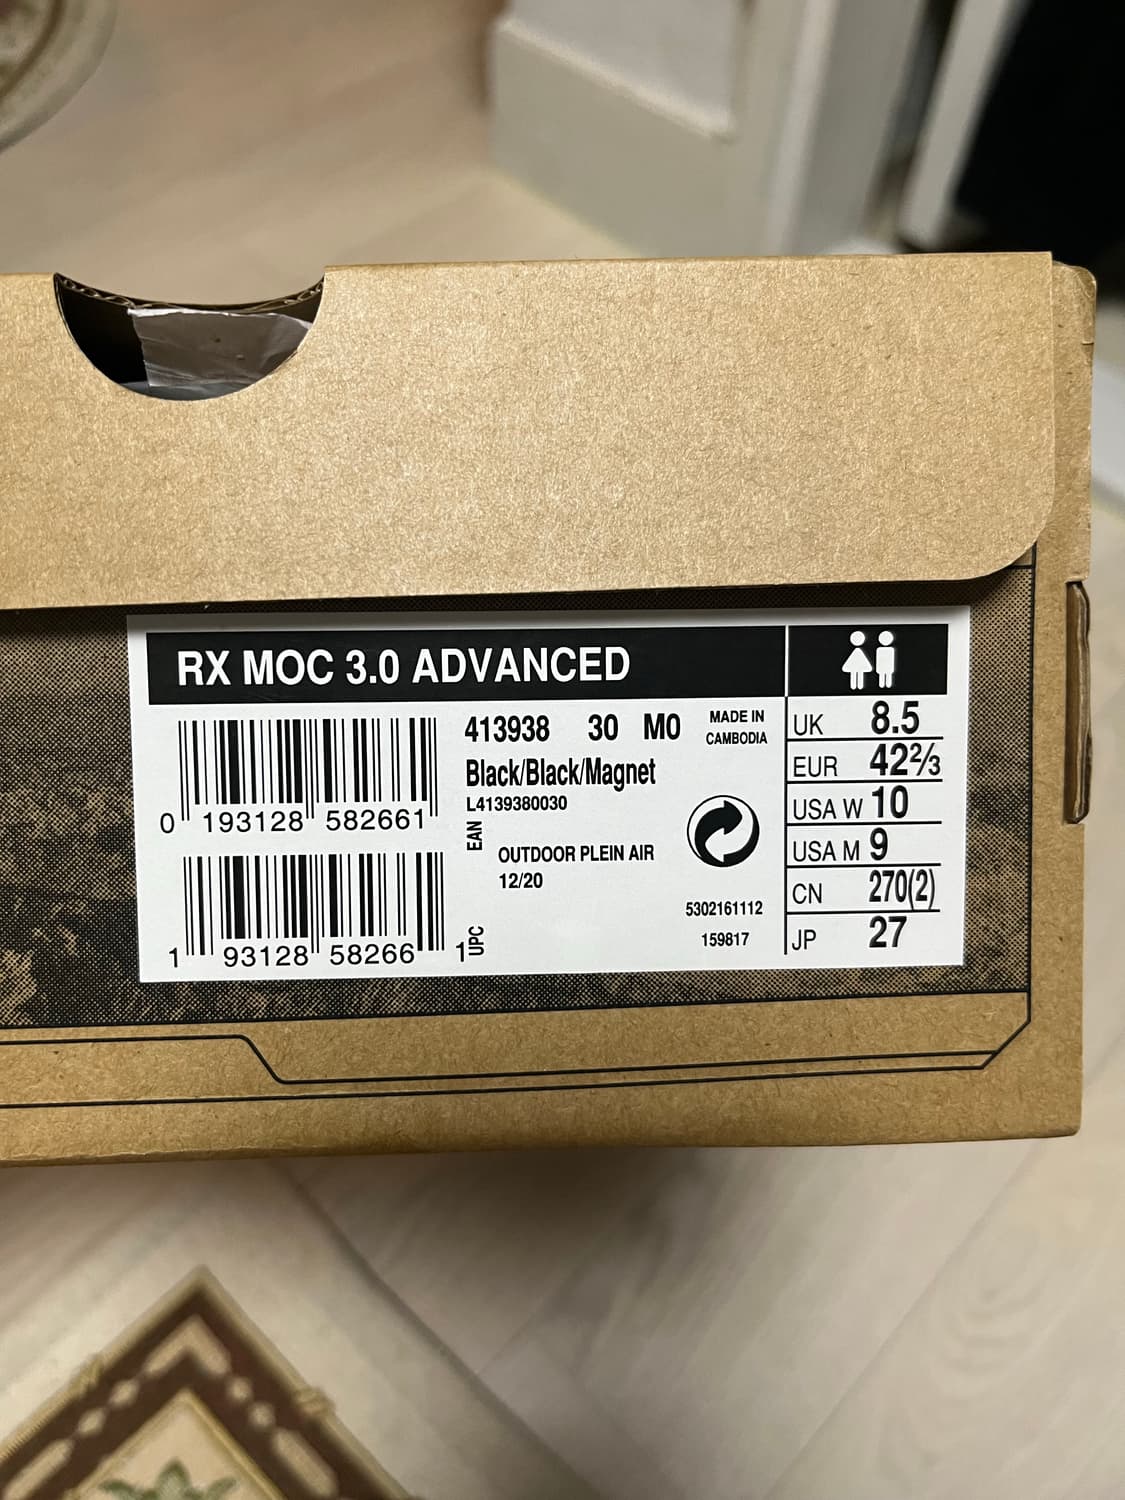 RX MOC 3.0 ADVANCED
413938 30 M0
MADE IN
CAMBODIA
Black/Black/Magnet
L4139380030
0 193128 582661
EAN
OUTDOOR PLEIN AIR
12/20
5302161112
159817
1 93128 58266 1
UPC
UK 8.5
EUR 42⅔
USA W 10
USA M 9
CN 270(2)
JP 27